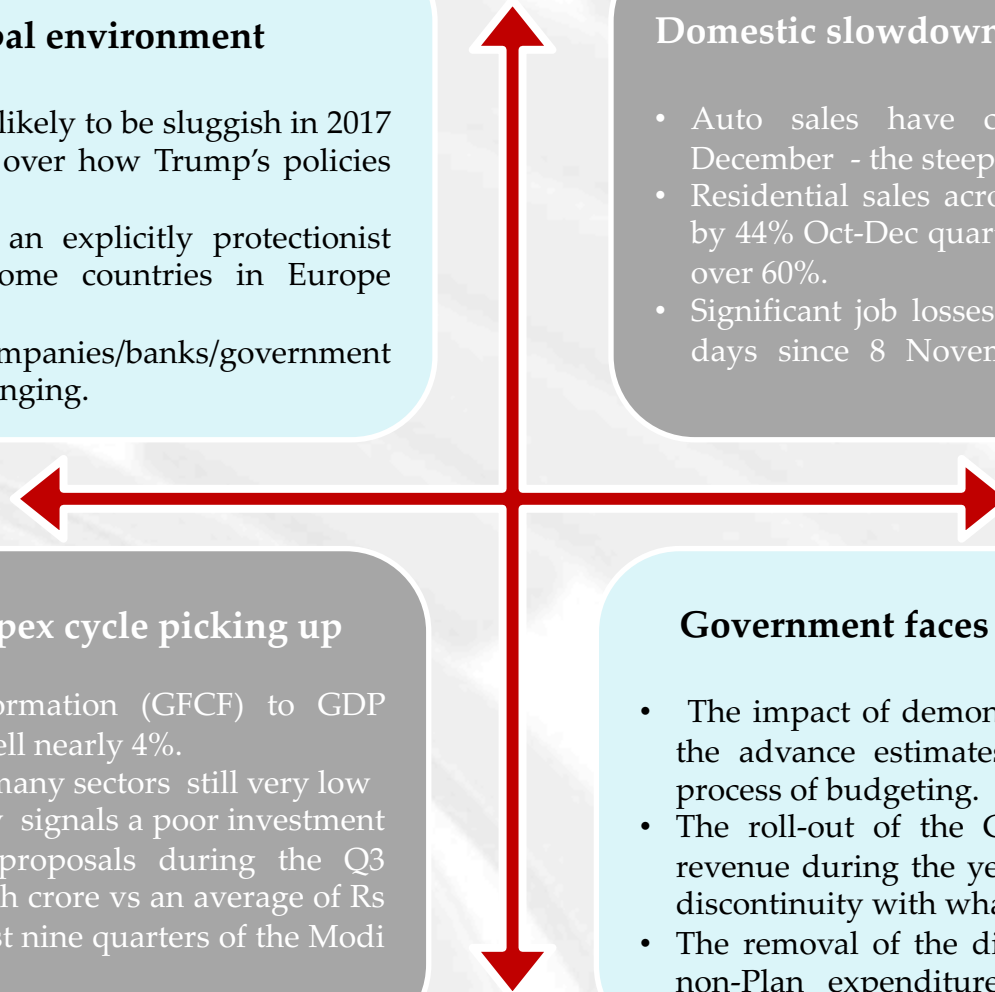 bal environment
likely to be sluggish in 2017
over how Trump's policies
an explicitly protectionist
ome countries in Europe
mpanies/banks/government
nging.
Domestic slowdown
• Auto sales have c
December - the steep
• Residential sales acro
by 44% Oct-Dec quar
over 60%.
• Significant job losses
days since 8 Novem
pex cycle picking up
ormation (GFCF) to GDP
ell nearly 4%.
many sectors still very low
signals a poor investment
proposals during the Q3
h crore vs an average of Rs
st nine quarters of the Modi
Government faces
• The impact of demon
the advance estimates
process of budgeting.
• The roll-out of the G
revenue during the ye
discontinuity with wha
• The removal of the di
non-Plan expenditure